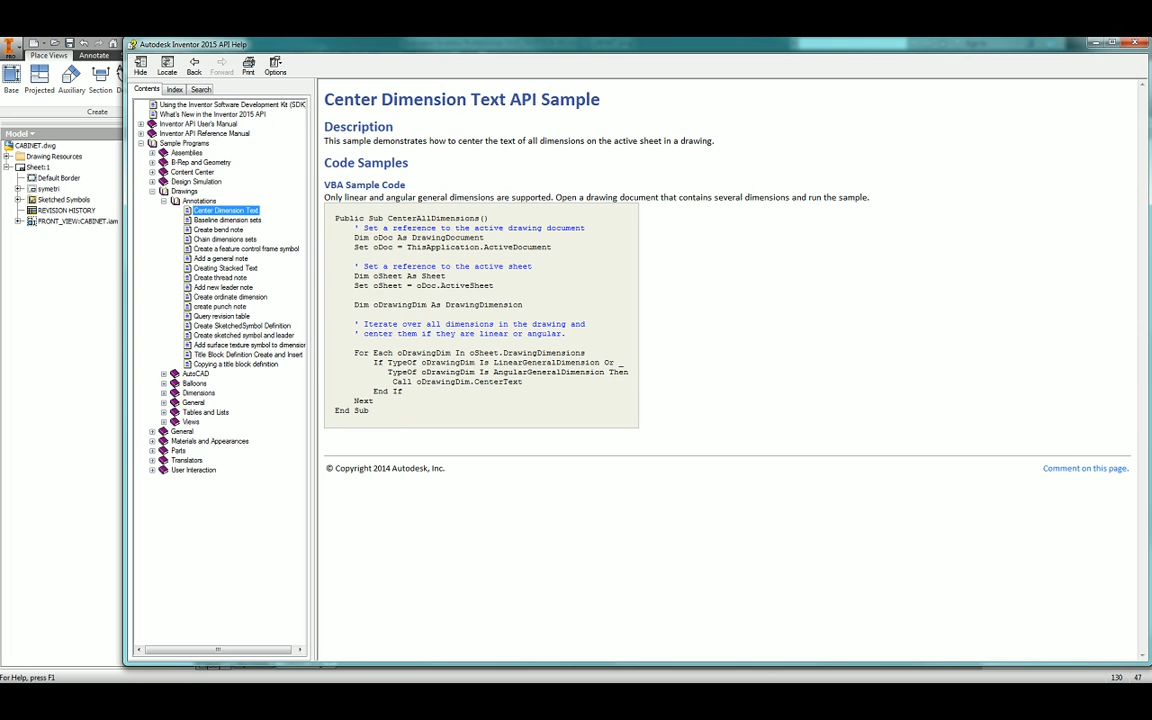 Autodesk Inventor 2015 API Help
PRO
Place Views
Annotate
Base
Projected
Auxiliary
Section
Create
Model
CABINET.dwg
Drawing Resources
Sheet:1
Default Border
symetri
Sketched Symbols
REVISION HISTORY
FRONT_VIEW:CABINET.iam
Hide
Locate
Back
Forward
Print
Options
Contents
Index
Search
Using the Inventor Software Development Kit (SDK
What's New in the Inventor 2015 API
Inventor API User's Manual
Inventor API Reference Manual
Sample Programs
Assemblies
B-Rep and Geometry
Content Center
Design Simulation
Drawings
Annotations
Center Dimension Text
Baseline dimension sets
Create bend note
Chain dimensions sets
Create a feature control frame symbol
Add a general note
Creating Stacked Text
Create thread note
Add new leader note
Create ordinate dimension
create punch note
Query revision table
Create SketchedSymbol Definition
Create sketched symbol and leader
Add surface texture symbol to dimension
Title Block Definition Create and Insert
Copying a title block definition
AutoCAD
Balloons
Dimensions
General
Tables and Lists
Views
General
Materials and Appearances
Parts
Translators
User Interaction
Center Dimension Text API Sample
Description
This sample demonstrates how to center the text of all dimensions on the active sheet in a drawing.
Code Samples
VBA Sample Code
Only linear and angular general dimensions are supported. Open a drawing document that contains several dimensions and run the sample.
Public Sub CenterAllDimensions()
' Set a reference to the active drawing document
Dim oDoc As DrawingDocument
Set oDoc = ThisApplication.ActiveDocument
' Set a reference to the active sheet
Dim oSheet As Sheet
Set oSheet = oDoc.ActiveSheet
Dim oDrawingDim As DrawingDimension
' Iterate over all dimensions in the drawing and
' center them if they are linear or angular.
For Each oDrawingDim In oSheet.DrawingDimensions
If TypeOf oDrawingDim Is LinearGeneralDimension Or _
TypeOf oDrawingDim Is AngularGeneralDimension Then
Call oDrawingDim.CenterText
End If
Next
End Sub
© Copyright 2014 Autodesk, Inc.
Comment on this page.
For Help, press F1
130
47